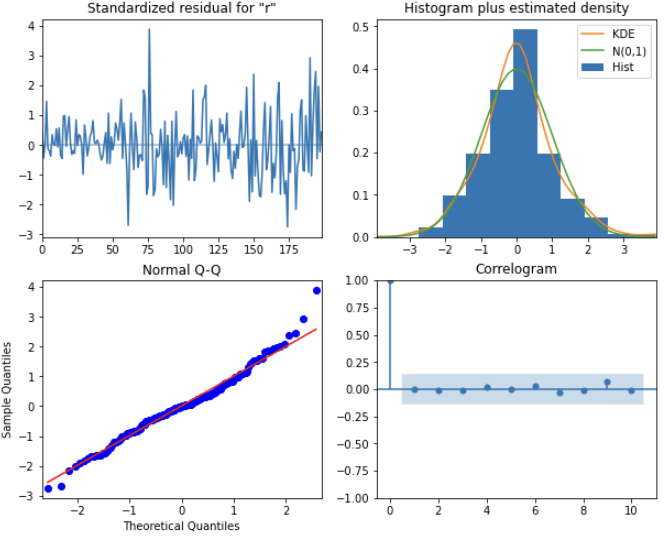 Standardized residual for "r"
4
3
2
1
0
−1
−2
−3
0 25 50 75 100 125 150 175
Histogram plus estimated density
KDE
N(0,1)
Hist
0.5
0.4
0.3
0.2
0.1
0.0
−3 −2 −1 0 1 2 3
Normal Q-Q
Sample Quantiles
4
3
2
1
0
−1
−2
−3
−2 −1 0 1 2
Theoretical Quantiles
Correlogram
1.00
0.75
0.50
0.25
0.00
−0.25
−0.50
−0.75
−1.00
0 2 4 6 8 10